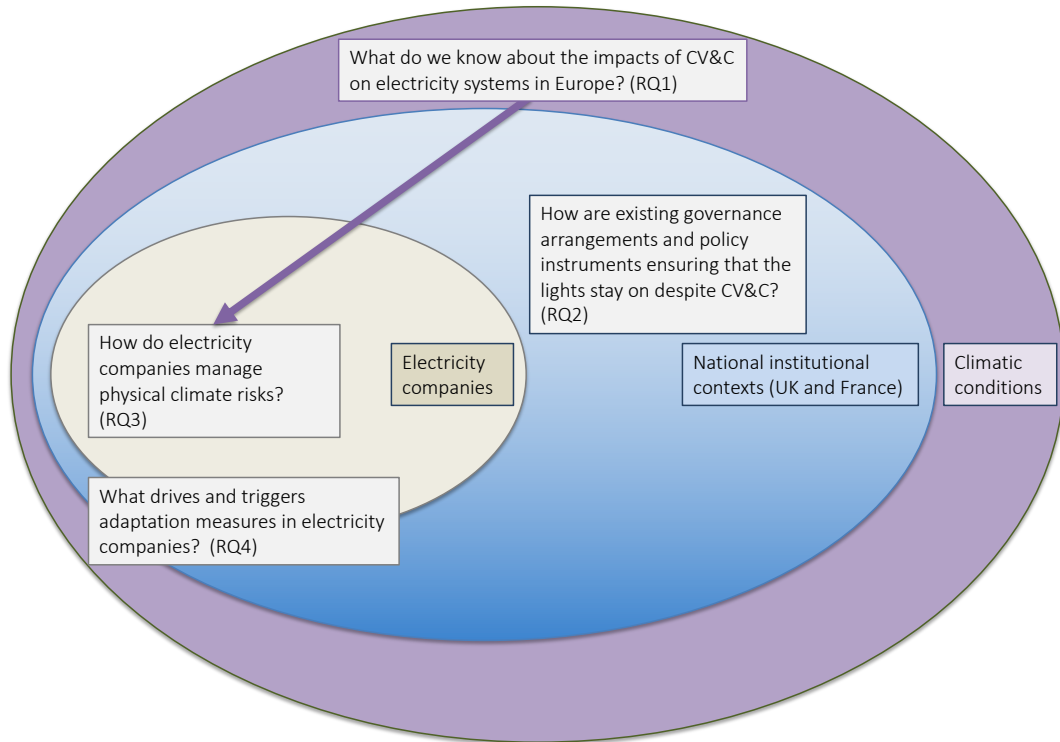 What do we know about the impacts of CV&C
on electricity systems in Europe? (RQ1)
How are existing governance
arrangements and policy
instruments ensuring that the
lights stay on despite CV&C?
(RQ2)
How do electricity
companies manage
physical climate risks?
(RQ3)
Electricity
companies
National institutional
contexts (UK and France)
Climatic
conditions
What drives and triggers
adaptation measures in electricity
companies? (RQ4)